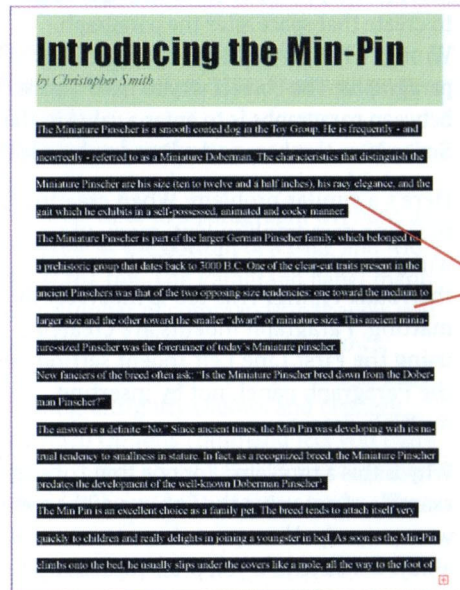 Introducing the Min-Pin
by Christopher Smith
The Miniature Pinscher is a smooth coated dog in the Toy Group. He is frequently - and
incorrectly - referred to as a Miniature Doberman. The characteristics that distinguish the
Miniature Pinscher are his size (ten to twelve and a half inches), his racy elegance, and the
gait which he exhibits in a self-possessed, animated and cocky manner.
The Miniature Pinscher is part of the larger German Pinscher family, which belonged to
a prehistoric group that dates back to 3000 B.C. One of the clear-cut traits present in the
ancient Pinschers was that of the two opposing size tendencies: one toward the medium to
larger size and the other toward the smaller “dwarf” of miniature size. This ancient minia-
ture-sized Pinscher was the forerunner of today’s Miniature pinscher.
New fanciers of the breed often ask: “Is the Miniature Pinscher bred down from the Dober-
man Pinscher?”
The answer is a definite “No.” Since ancient times, the Min Pin was developing with its na-
trual tendency to smallness in stature. In fact, as a recognized breed, the Miniature Pinscher
predates the development of the well-known Doberman Pinscher¹.
The Min Pin is an excellent choice as a family pet. The breed tends to attach itself very
quickly to children and really delights in joining a youngster in bed. As soon as the Min-Pin
climbs onto the bed, he usually slips under the covers like a mole, all the way to the foot of